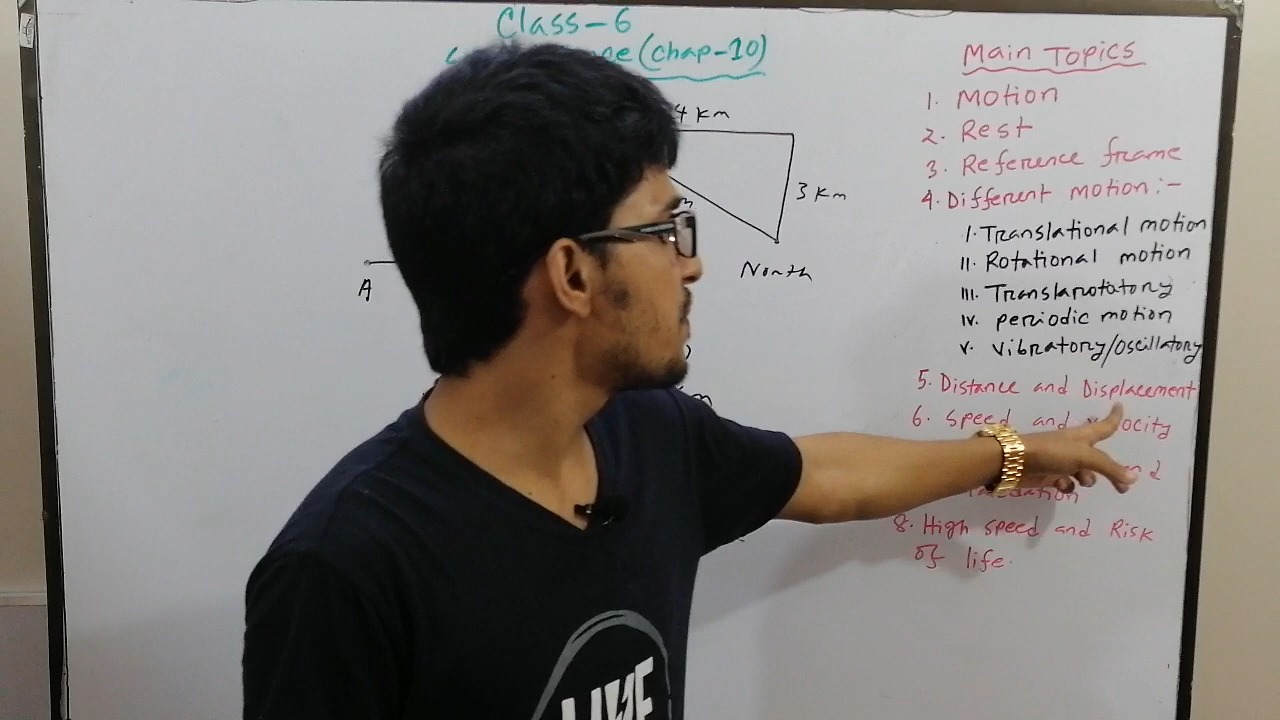 Class-6
(chap-10)
4 km
3 km
North
A
Main Topics
1. Motion
2. Rest
3. Reference frame
4. Different motion:-
I. Translational motion
II. Rotational motion
III. Translarotatory
IV. periodic motion
V. vibratory/oscillatory
5. Distance and Displacement
6. Speed and
8. High speed and Risk
of life.
LIVE